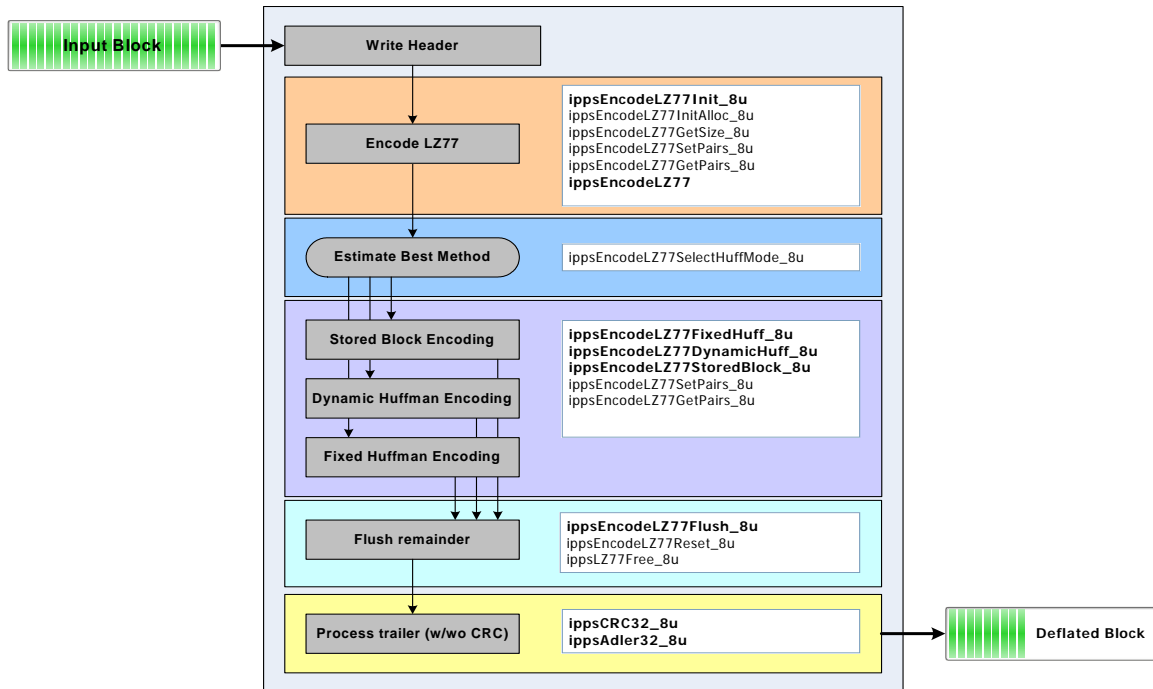 Input Block
Write Header
Encode LZ77
ippsEncodeLZ77Init_8u
ippsEncodeLZ77InitAlloc_8u
ippsEncodeLZ77GetSize_8u
ippsEncodeLZ77SetPairs_8u
ippsEncodeLZ77GetPairs_8u
ippsEncodeLZ77
Estimate Best Method
ippsEncodeLZ77SelectHuffMode_8u
Stored Block Encoding
Dynamic Huffman Encoding
Fixed Huffman Encoding
ippsEncodeLZ77FixedHuff_8u
ippsEncodeLZ77DynamicHuff_8u
ippsEncodeLZ77StoredBlock_8u
ippsEncodeLZ77SetPairs_8u
ippsEncodeLZ77GetPairs_8u
Flush remainder
ippsEncodeLZ77Flush_8u
ippsEncodeLZ77Reset_8u
ippsLZ77Free_8u
Process trailer (w/wo CRC)
ippsCRC32_8u
ippsAdler32_8u
Deflated Block